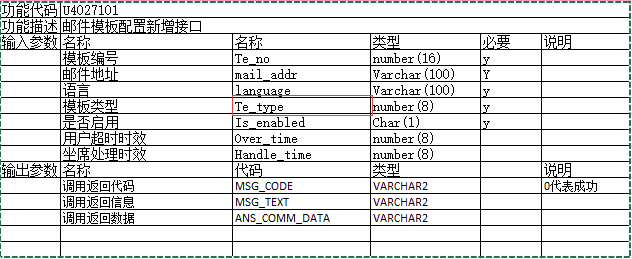 功能代码 U4027101
功能描述 邮件模板配置新增接口
输入参数 名称 名称 类型 必要 说明
模板编号 Te_no number(16) y
邮件地址 mail_addr Varchar(100) Y
语言 language Varchar(100) y
模板类型 Te_type number(8) y
是否启用 Is_enabled Char(1) y
用户超时时效 Over_time number(8)
坐席处理时效 Handle_time number(8)
输出参数 名称 代码 类型 说明
调用返回代码 MSG_CODE VARCHAR2 0代表成功
调用返回信息 MSG_TEXT VARCHAR2
调用返回数据 ANS_COMM_DATA VARCHAR2